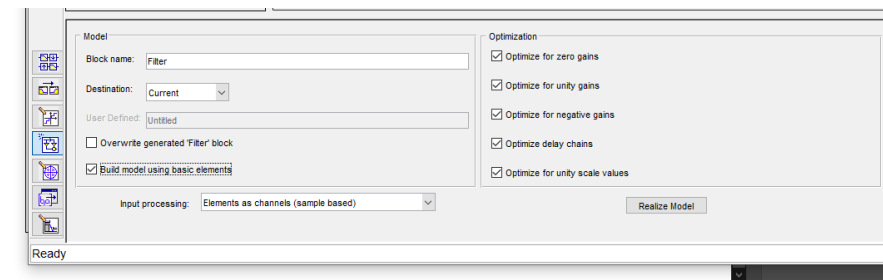 Model
Block name: Filter
Destination: Current
User Defined: Untitled
Overwrite generated 'Filter' block
Build model using basic elements
Optimization
Optimize for zero gains
Optimize for unity gains
Optimize for negative gains
Optimize delay chains
Optimize for unity scale values
Input processing: Elements as channels (sample based)
Realize Model
Ready